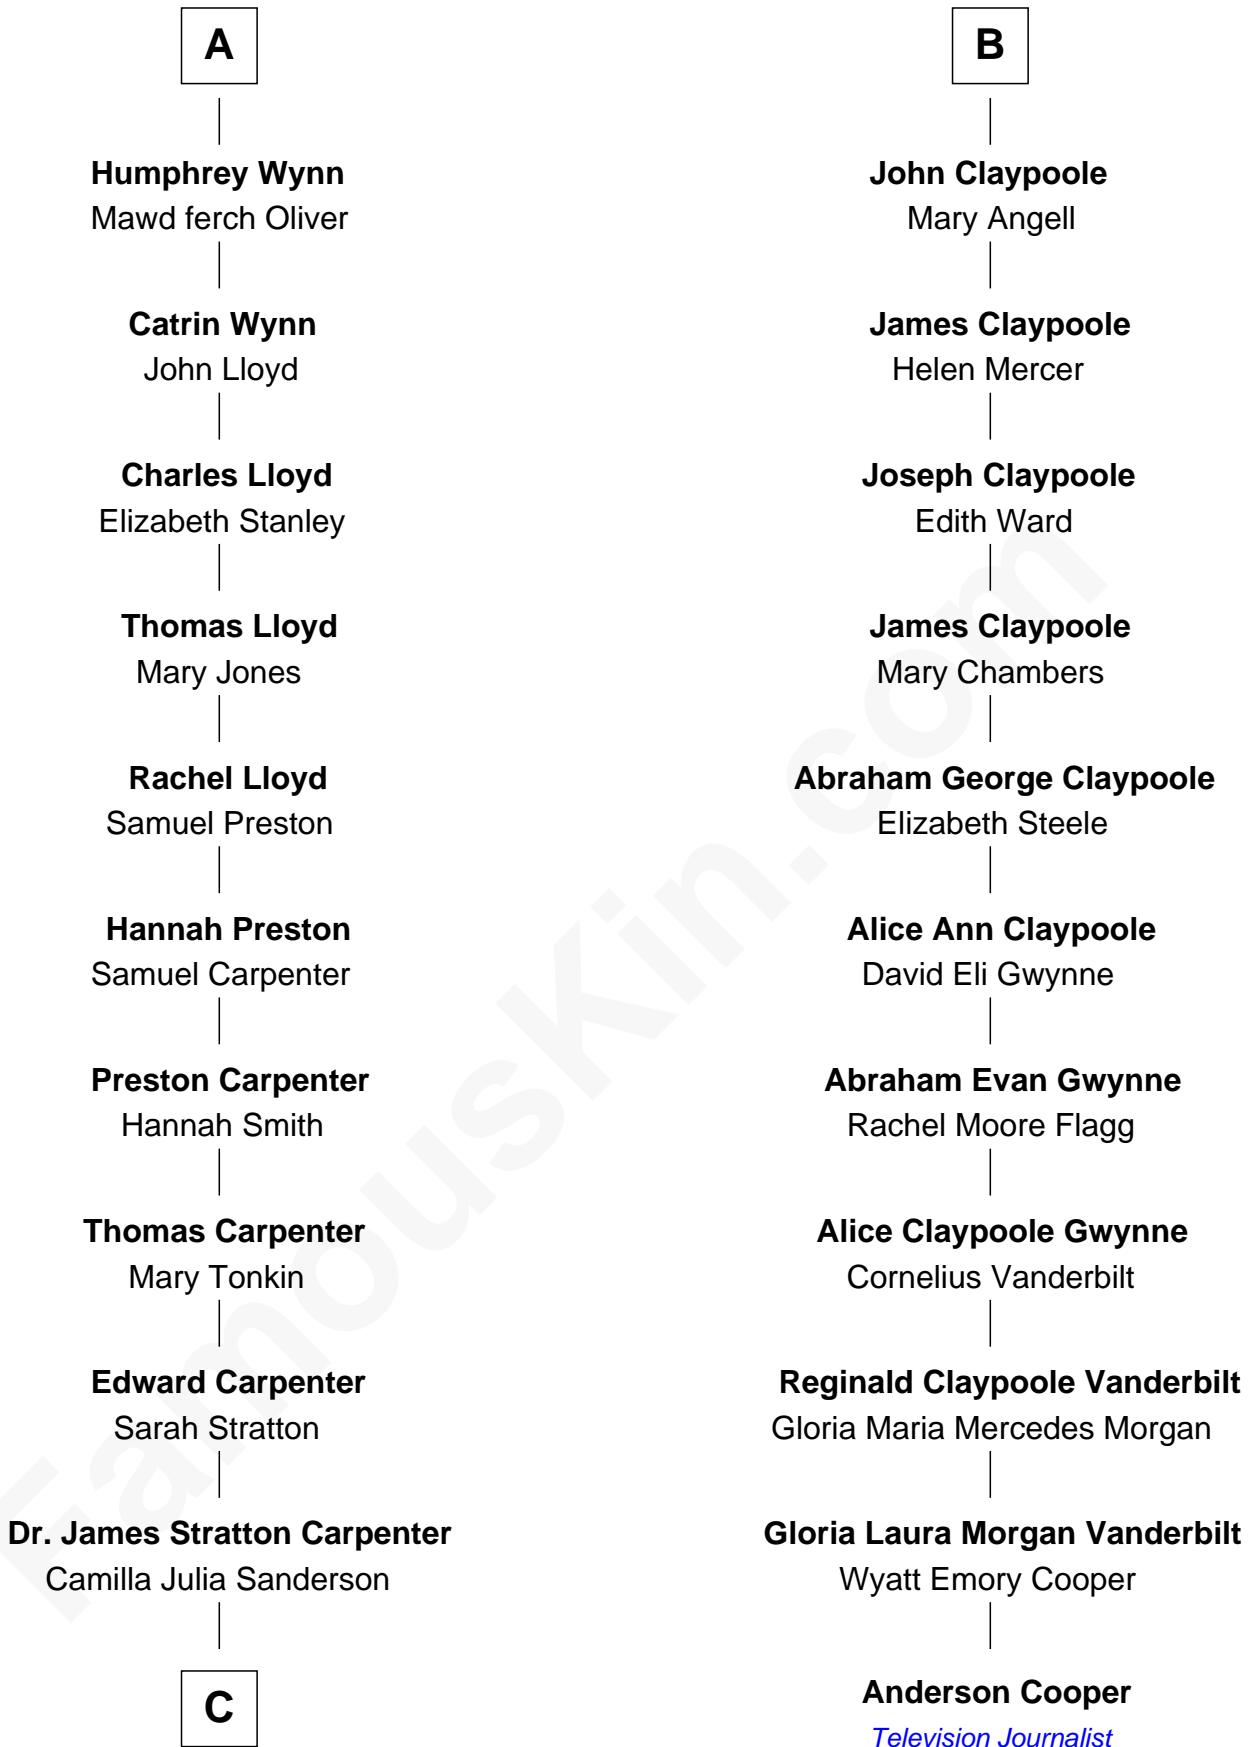 A
Humphrey Wynn
Mawd ferch Oliver
Catrin Wynn
John Lloyd
Charles Lloyd
Elizabeth Stanley
Thomas Lloyd
Mary Jones
Rachel Lloyd
Samuel Preston
Hannah Preston
Samuel Carpenter
Preston Carpenter
Hannah Smith
Thomas Carpenter
Mary Tonkin
Edward Carpenter
Sarah Stratton
Dr. James Stratton Carpenter
Camilla Julia Sanderson
C
B
John Claypoole
Mary Angell
James Claypoole
Helen Mercer
Joseph Claypoole
Edith Ward
James Claypoole
Mary Chambers
Abraham George Claypoole
Elizabeth Steele
Alice Ann Claypoole
David Eli Gwynne
Abraham Evan Gwynne
Rachel Moore Flagg
Alice Claypoole Gwynne
Cornelius Vanderbilt
Reginald Claypoole Vanderbilt
Gloria Maria Mercedes Morgan
Gloria Laura Morgan Vanderbilt
Wyatt Emory Cooper
Anderson Cooper
Television Journalist
FamousKin.com